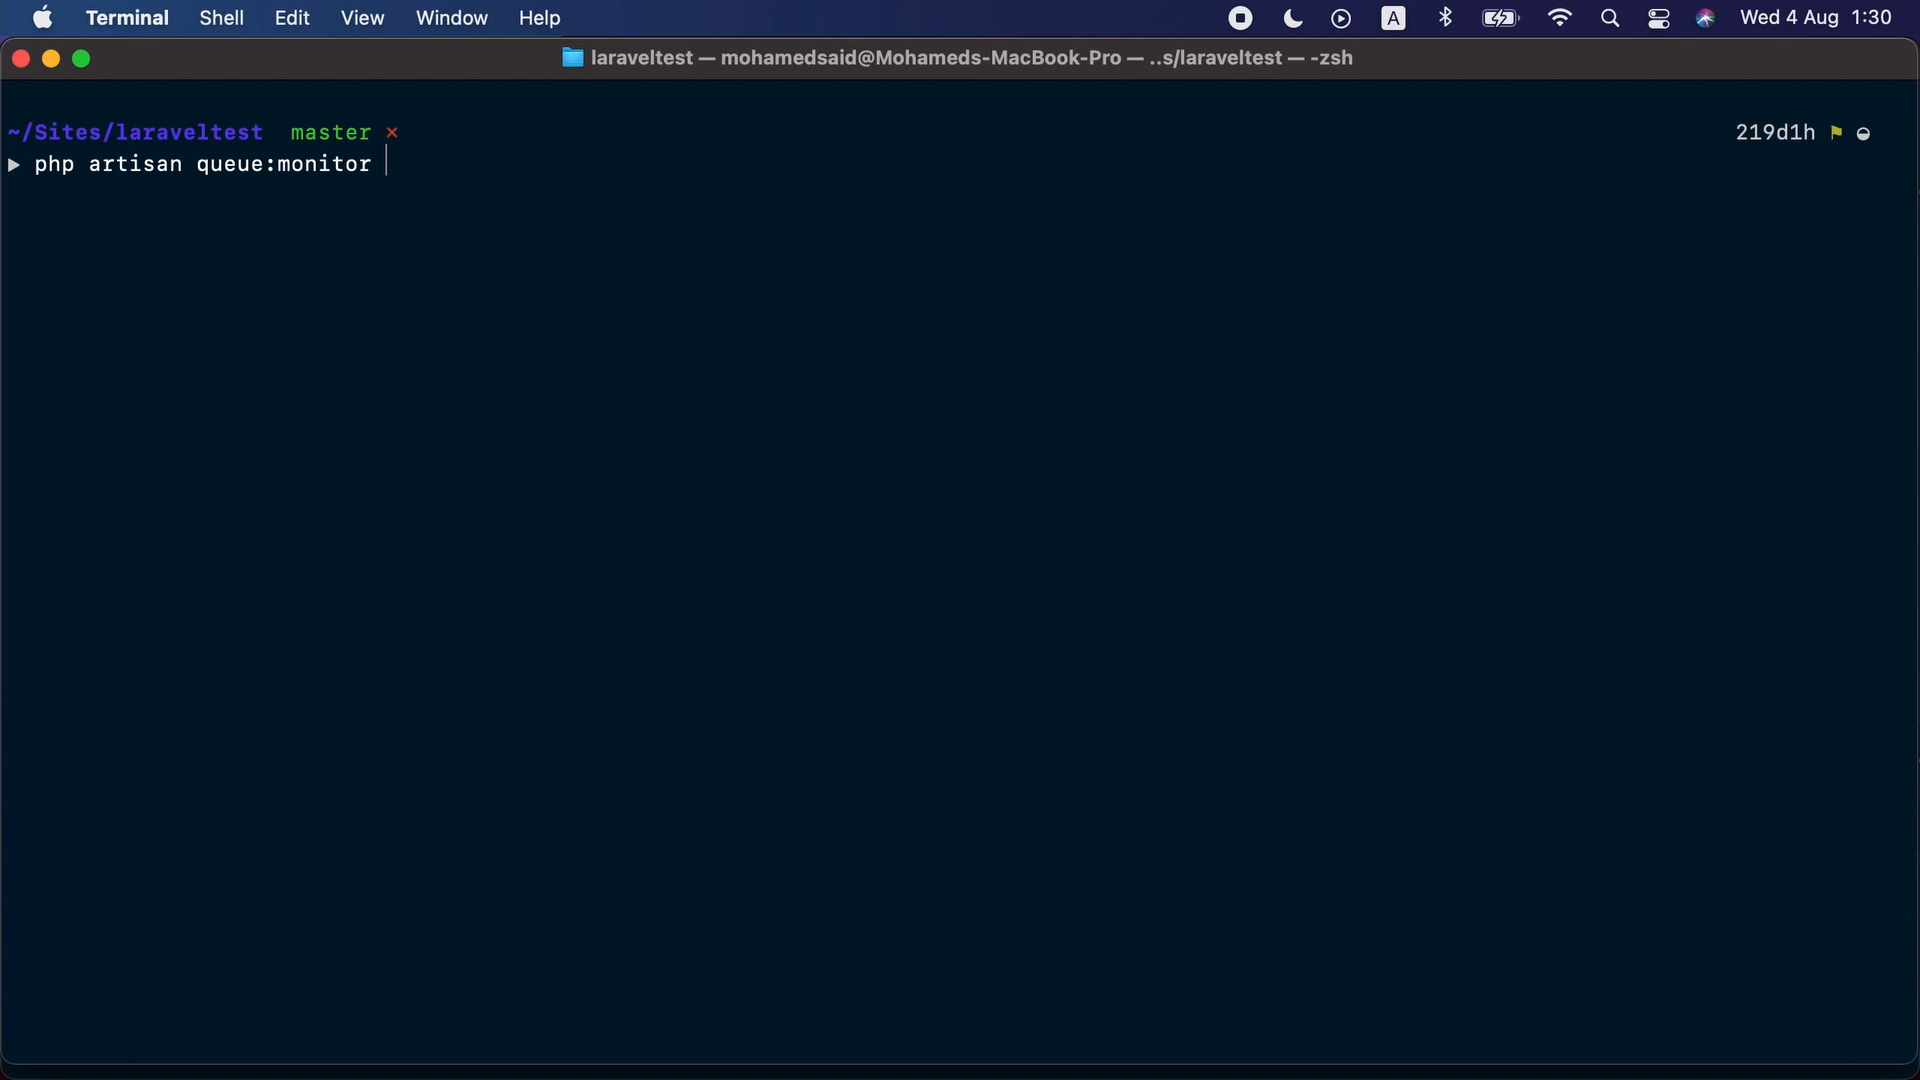 Terminal Shell Edit View Window Help A Wed 4 Aug 1:30
laraveltest — mohamedsaid@Mohameds-MacBook-Pro — ..s/laraveltest — -zsh
~/Sites/laraveltest master × 219d1h ⚑ ◒
▶ php artisan queue:monitor